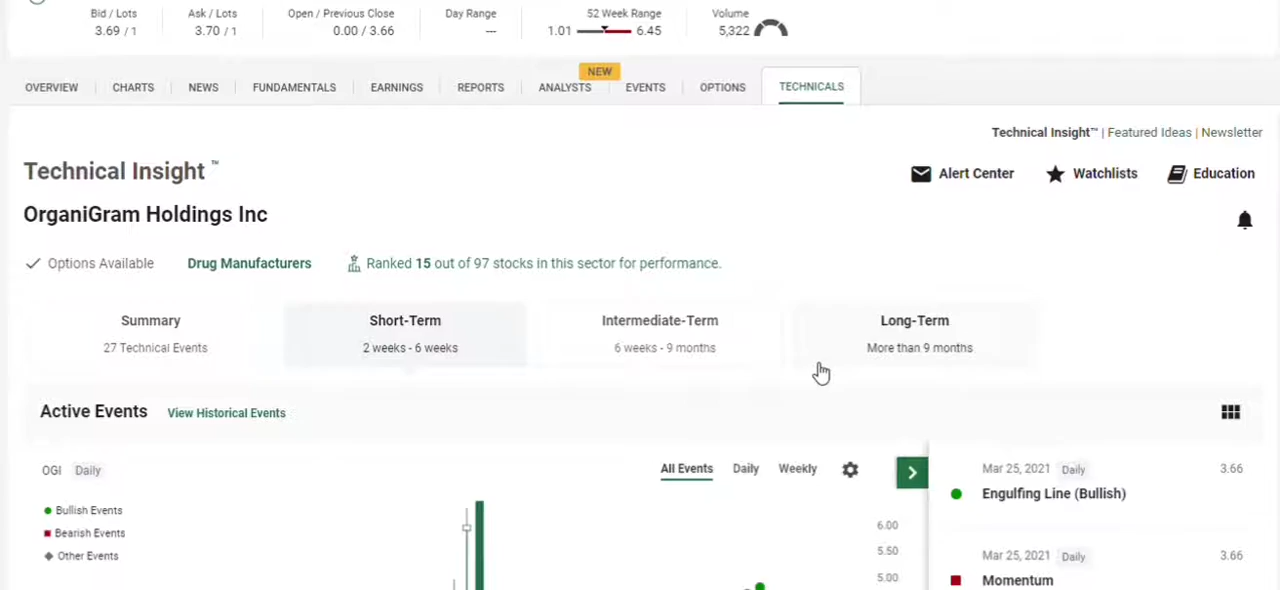 Bid / Lots Ask / Lots Open / Previous Close Day Range 52 Week Range Volume
3.69 / 1 3.70 / 1 0.00 / 3.66 --- 1.01 6.45 5,322
NEW
OVERVIEW CHARTS NEWS FUNDAMENTALS EARNINGS REPORTS ANALYSTS EVENTS OPTIONS TECHNICALS
Technical Insight™ | Featured Ideas | Newsletter
Technical Insight ™
Alert Center Watchlists Education
OrganiGram Holdings Inc
Options Available Drug Manufacturers Ranked 15 out of 97 stocks in this sector for performance.
Summary Short-Term Intermediate-Term Long-Term
27 Technical Events 2 weeks - 6 weeks 6 weeks - 9 months More than 9 months
Active Events View Historical Events
OGI Daily All Events Daily Weekly
Bullish Events
Bearish Events
Other Events
6.00
5.50
5.00
Mar 25, 2021 Daily 3.66
Engulfing Line (Bullish)
Mar 25, 2021 Daily 3.66
Momentum